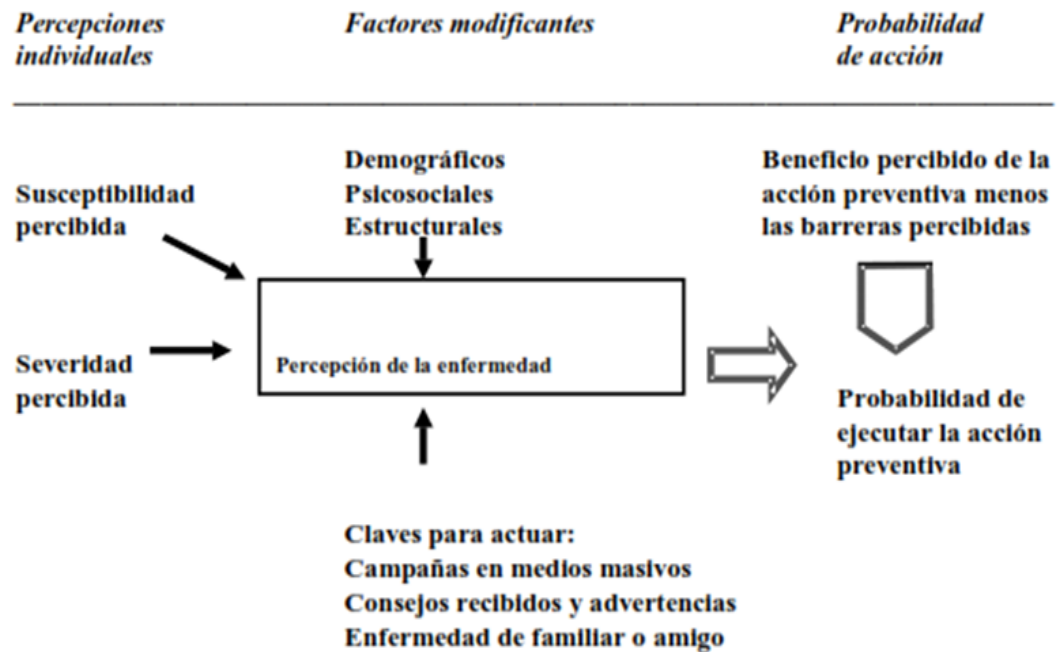 Percepciones
individuales
Factores modificantes
Probabilidad
de acción
Susceptibilidad
percibida
Severidad
percibida
Demográficos
Psicosociales
Estructurales
Percepción de la enfermedad
Claves para actuar:
Campañas en medios masivos
Consejos recibidos y advertencias
Enfermedad de familiar o amigo
Beneficio percibido de la
acción preventiva menos
las barreras percibidas
Probabilidad de
ejecutar la acción
preventiva